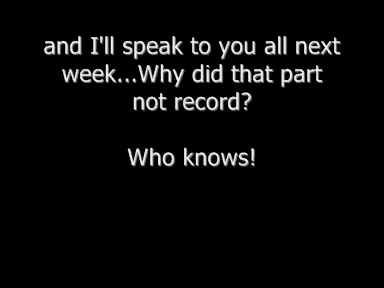 and I'll speak to you all next
week...Why did that part
not record?
Who knows!